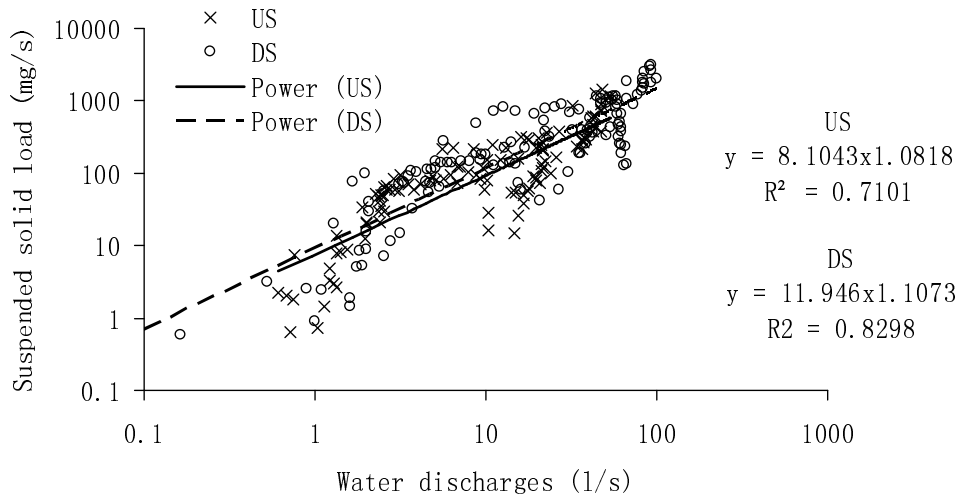 US
DS
Power (US)
Power (DS)
Suspended solid load (mg/s)
10000
1000
100
10
1
0.1
0.1
1
10
100
1000
Water discharges (l/s)
US
y = 8.1043x1.0818
R² = 0.7101
DS
y = 11.946x1.1073
R2 = 0.8298